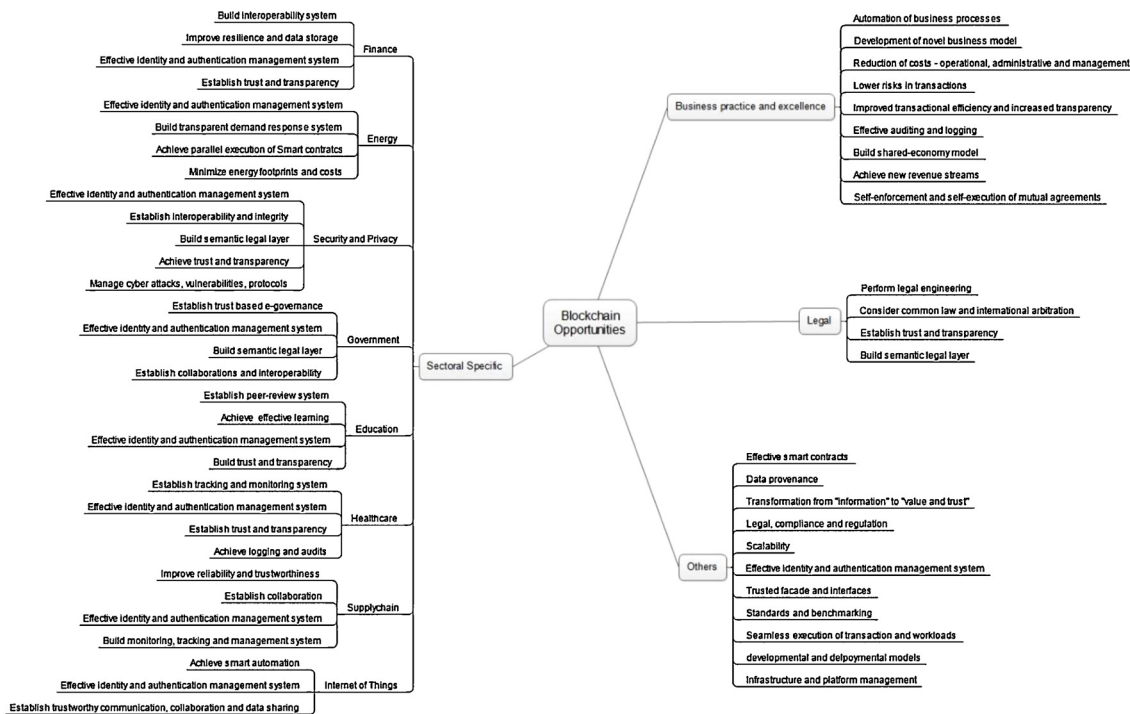 Blockchain
Opportunities
Sectoral Specific
Finance
Build interoperability system
Improve resilience and data storage
Effective identity and authentication management system
Establish trust and transparency
Energy
Effective identity and authentication management system
Build transparent demand response system
Achieve parallel execution of Smart contratcs
Minimize energy footprints and costs
Security and Privacy
Effective identity and authentication management system
Establish Interoperability and integrity
Build semantic legal layer
Achieve trust and transparency
Manage cyber attacks, vulnerabilities, protocols
Government
Establish trust based e-governance
Effective identity and authentication management system
Build semantic legal layer
Establish collaborations and interoperability
Education
Establish peer-review system
Achieve effective learning
Effective identity and authentication management system
Build trust and transparency
Healthcare
Establish tracking and monitoring system
Effective identity and authentication management system
Establish trust and transparency
Achieve logging and audits
Supplychain
Improve reliability and trustworthiness
Establish collaboration
Effective identity and authentication management system
Build monitoring, tracking and management system
Internet of Things
Achieve smart automation
Effective identity and authentication management system
Establish trustworthy communication, collaboration and data sharing
Business practice and excellence
Automation of business processes
Development of novel business model
Reduction of costs - operational, administrative and management
Lower risks in transactions
Improved transactional efficiency and increased transparency
Effective auditing and logging
Build shared-economy model
Achieve new revenue streams
Self-enforcement and self-execution of mutual agreements
Legal
Perform legal engineering
Consider common law and international arbitration
Establish trust and transparency
Build semantic legal layer
Others
Effective smart contracts
Data provenance
Transformation from "information" to "value and trust"
Legal, compliance and regulation
Scalability
Effective identity and authentication management system
Trusted facade and interfaces
Standards and benchmarking
Seamless execution of transaction and workloads
developmental and delpoymental models
Infrastructure and platform management